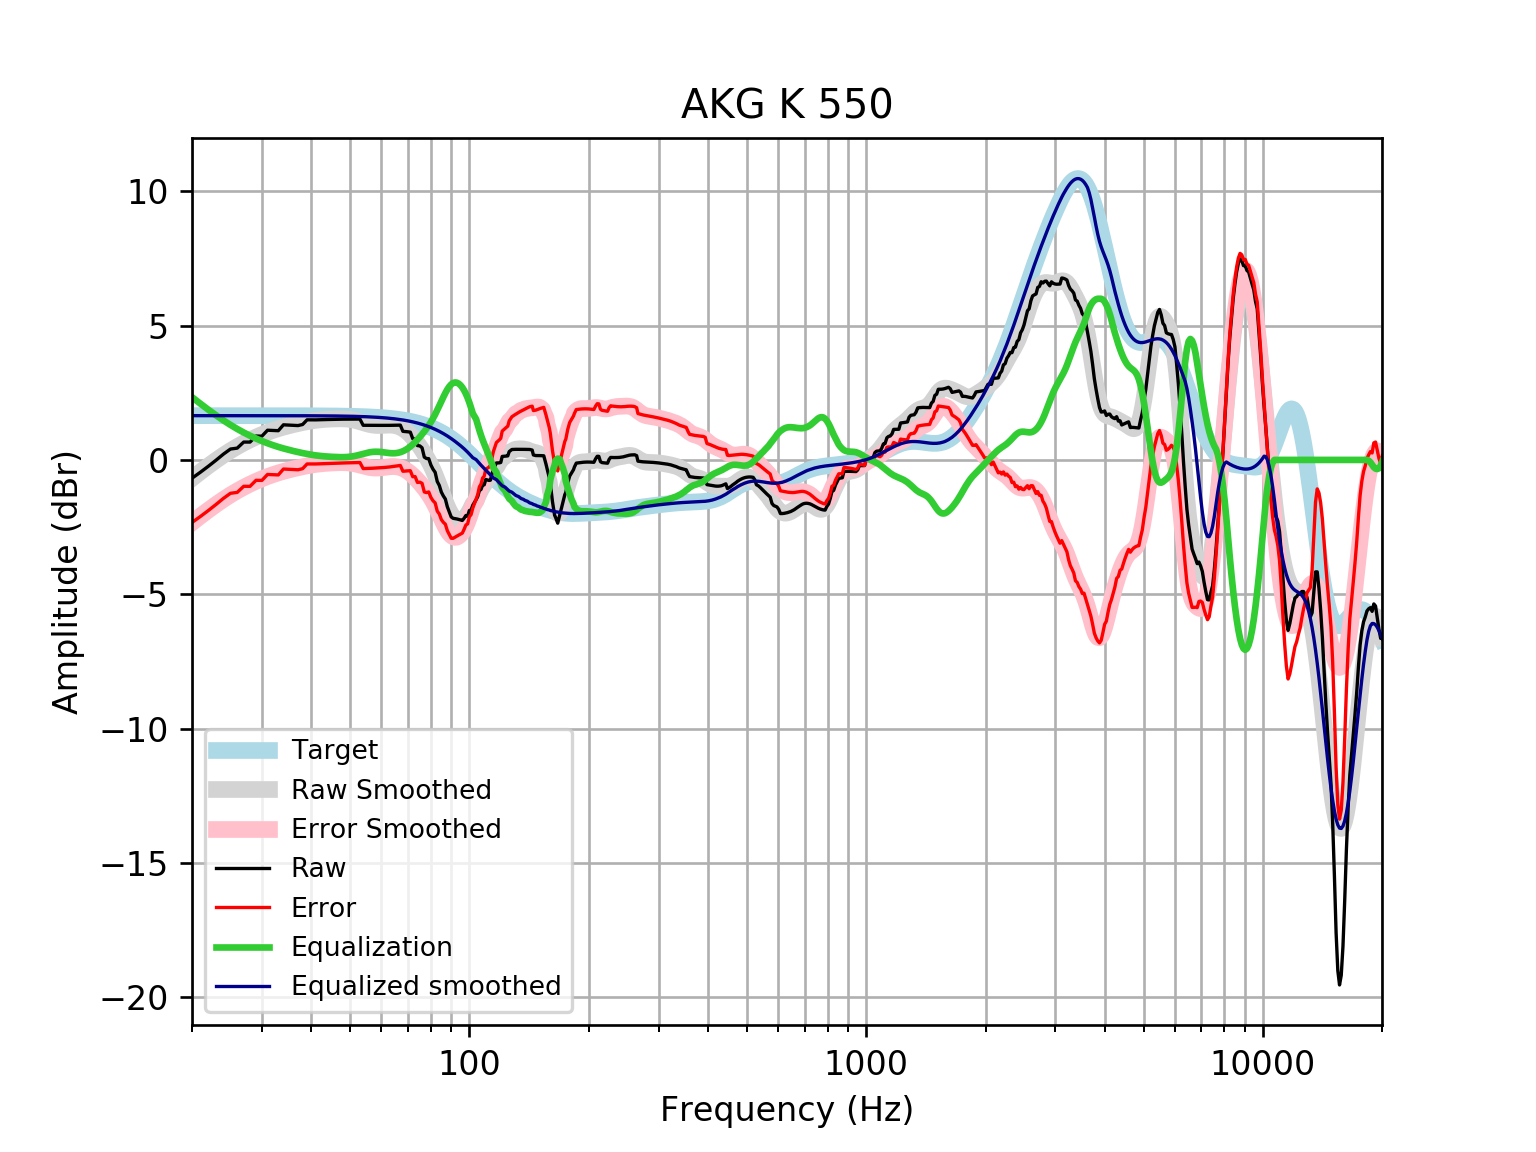 AKG K 550
Amplitude (dBr)
10
5
0
−5
−10
−15
−20
Target
Raw Smoothed
Error Smoothed
Raw
Error
Equalization
Equalized smoothed
100
1000
10000
Frequency (Hz)